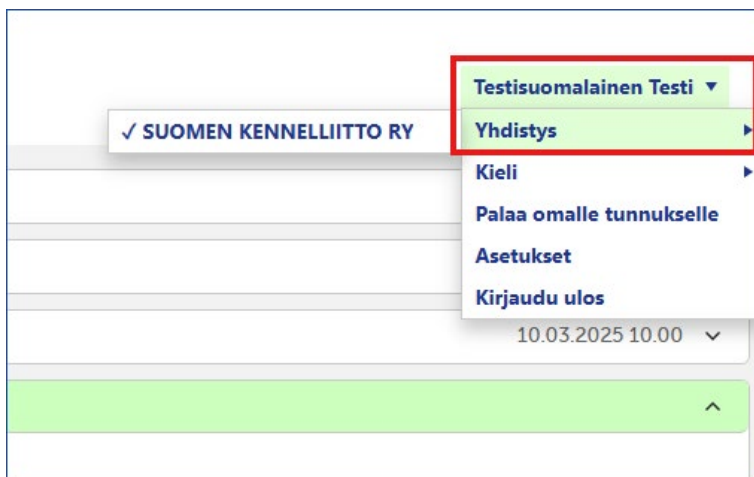 Testisuomalainen Testi ▼
✓ SUOMEN KENNELLIITTO RY
Yhdistys
Kieli
Palaa omalle tunnukselle
Asetukset
Kirjaudu ulos
10.03.2025 10.00